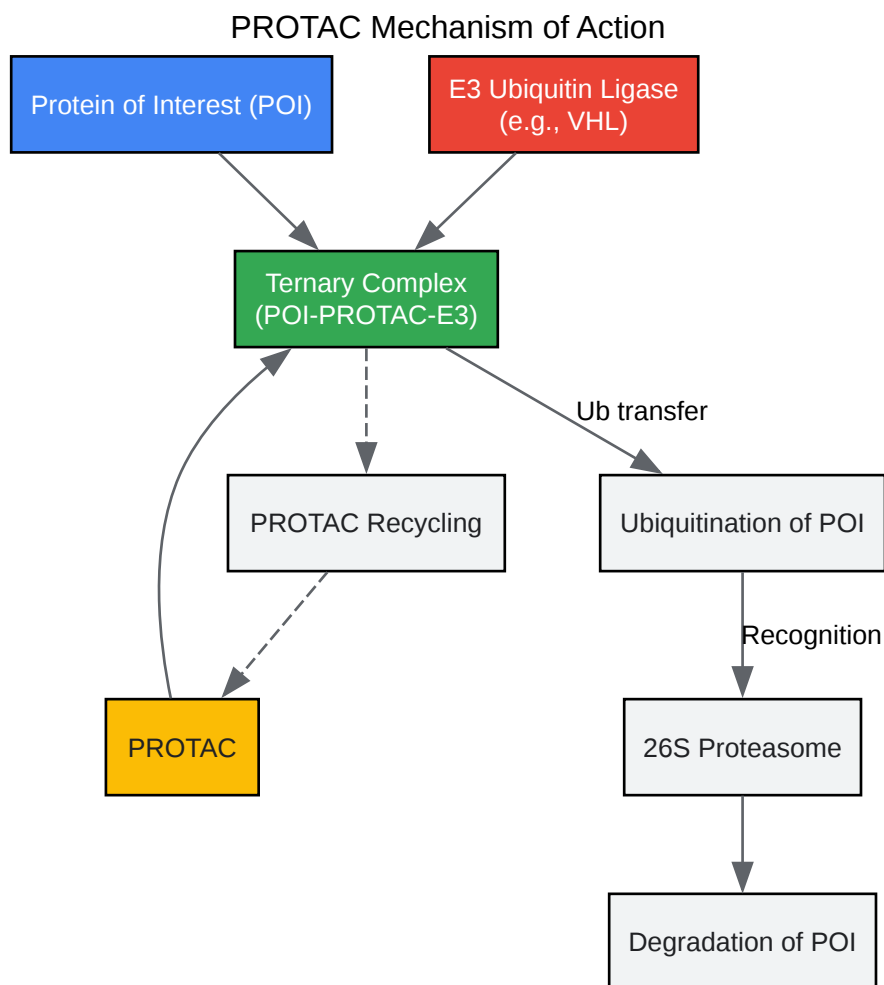 PROTAC Mechanism of Action
Protein of Interest (POI)
E3 Ubiquitin Ligase
(e.g., VHL)
Ternary Complex
(POI-PROTAC-E3)
Ub transfer
PROTAC Recycling
Ubiquitination of POI
Recognition
PROTAC
26S Proteasome
Degradation of POI